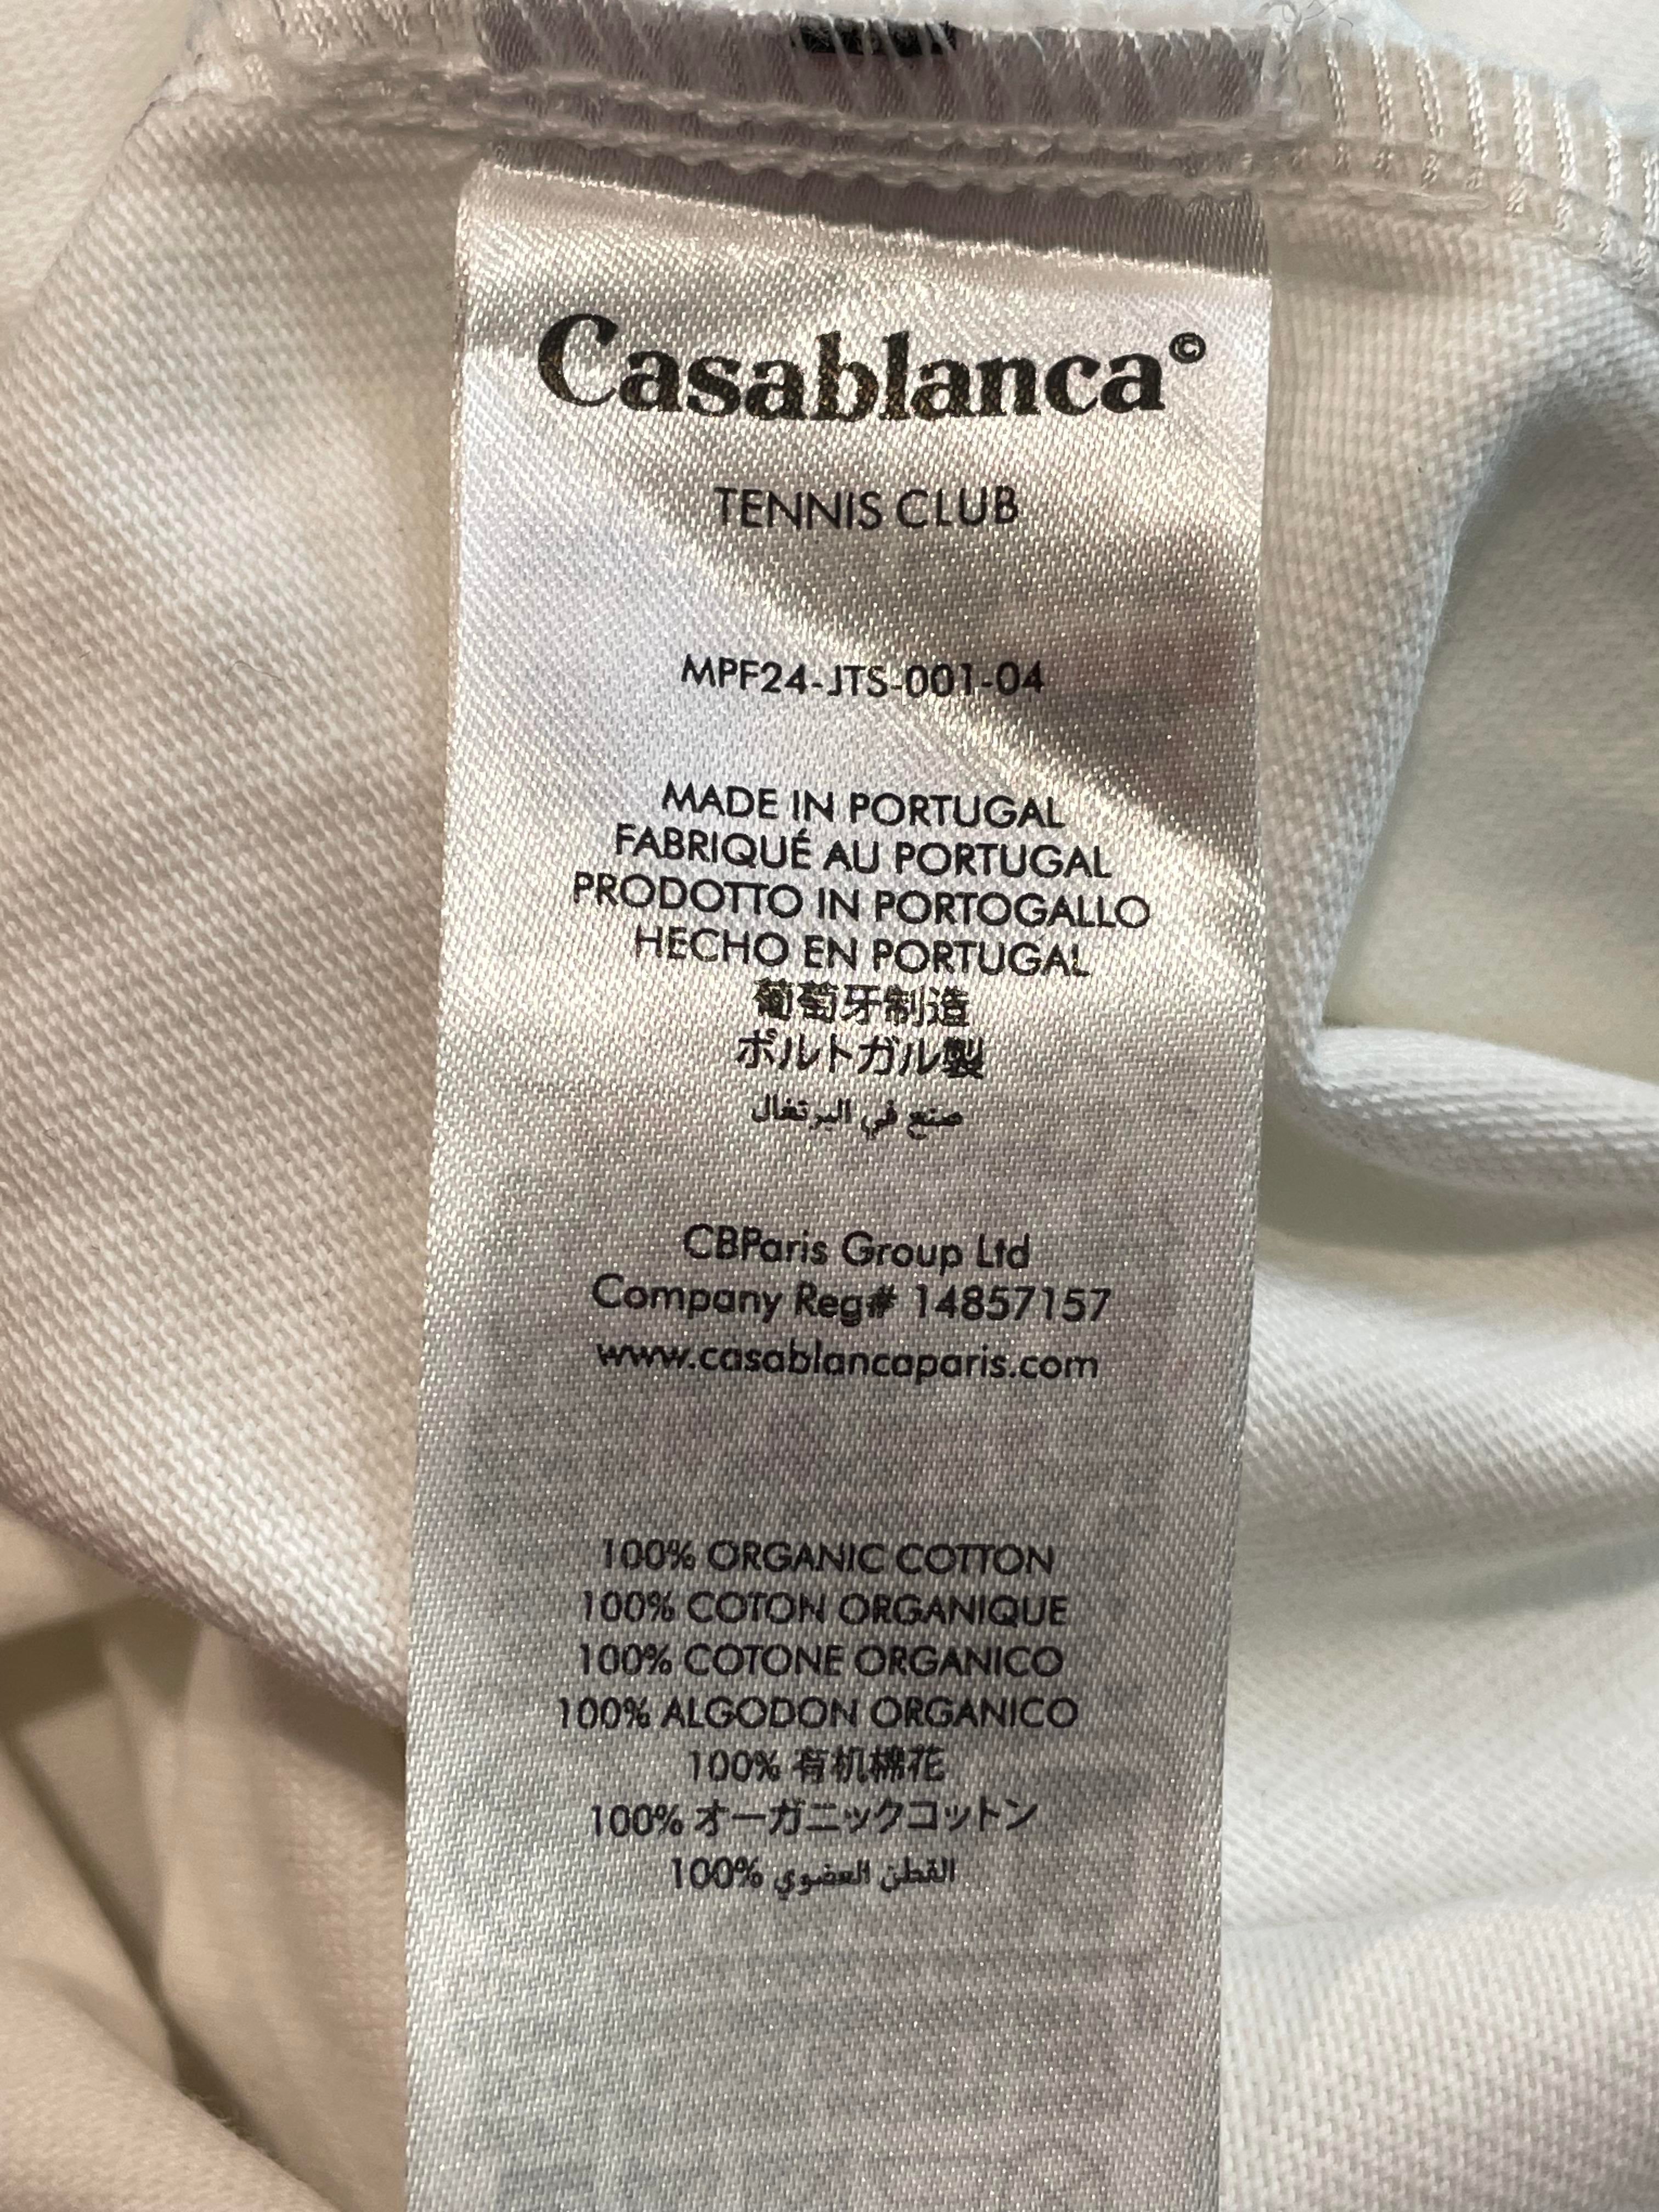 Casablanca©
TENNIS CLUB
MPF24-JTS-001-04
MADE IN PORTUGAL
FABRIQUÉ AU PORTUGAL
PRODOTTO IN PORTOGALLO
HECHO EN PORTUGAL
葡萄牙制造
ポルトガル製
صنع في البرتغال
CBParis Group Ltd
Company Reg# 14857157
www.casablancaparis.com
100% ORGANIC COTTON
100% COTON ORGANIQUE
100% COTONE ORGANICO
100% ALGODON ORGANICO
100% 有机棉花
100% オーガニックコットン
100% القطن العضوي